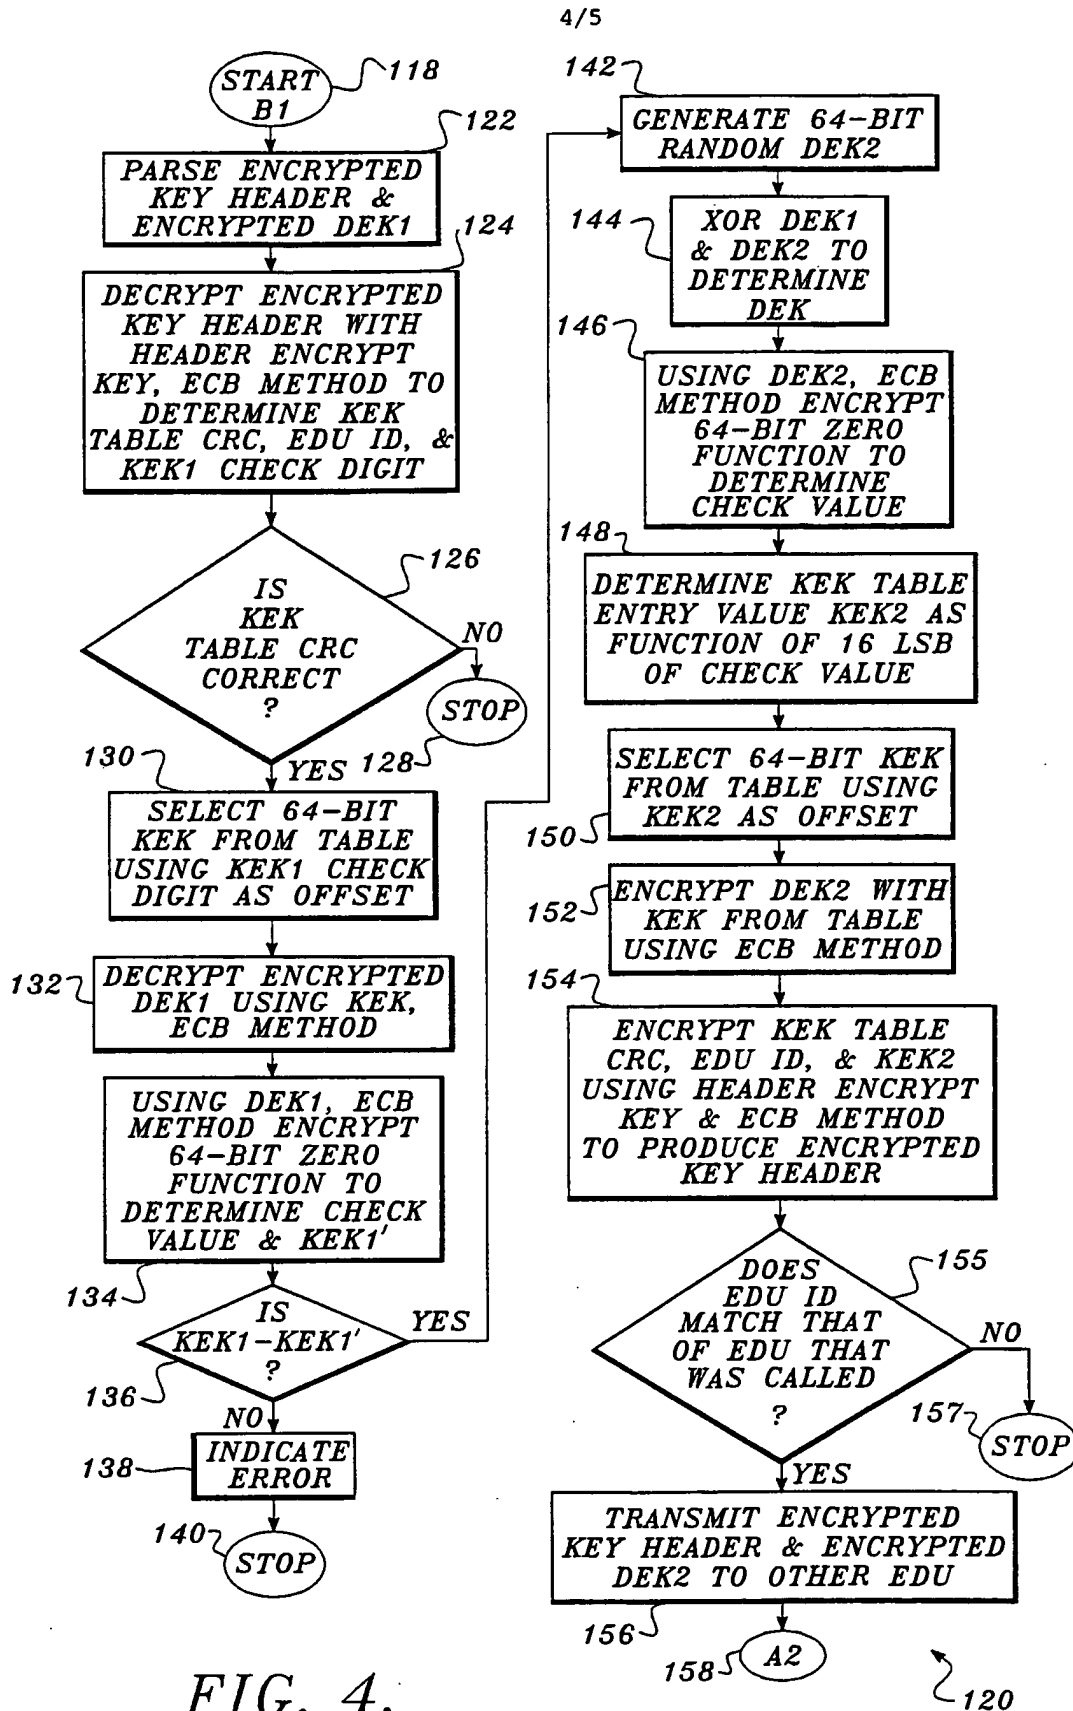 4/5
START
B1
118
122
PARSE ENCRYPTED
KEY HEADER &
ENCRYPTED DEK1
124
DECRYPT ENCRYPTED
KEY HEADER WITH
HEADER ENCRYPT
KEY, ECB METHOD TO
DETERMINE KEK
TABLE CRC, EDU ID, &
KEK1 CHECK DIGIT
126
IS
KEK
TABLE CRC
CORRECT
?
NO
STOP
128
YES
130
SELECT 64-BIT
KEK FROM TABLE
USING KEK1 CHECK
DIGIT AS OFFSET
132
DECRYPT ENCRYPTED
DEK1 USING KEK,
ECB METHOD
USING DEK1, ECB
METHOD ENCRYPT
64-BIT ZERO
FUNCTION TO
DETERMINE CHECK
VALUE & KEK1'
134
IS
KEK1-KEK1'
?
YES
136
NO
138
INDICATE
ERROR
140
STOP
142
GENERATE 64-BIT
RANDOM DEK2
144
XOR DEK1
& DEK2 TO
DETERMINE
DEK
146
USING DEK2, ECB
METHOD ENCRYPT
64-BIT ZERO
FUNCTION TO
DETERMINE
CHECK VALUE
148
DETERMINE KEK TABLE
ENTRY VALUE KEK2 AS
FUNCTION OF 16 LSB
OF CHECK VALUE
SELECT 64-BIT KEK
FROM TABLE USING
KEK2 AS OFFSET
150
152
ENCRYPT DEK2 WITH
KEK FROM TABLE
USING ECB METHOD
154
ENCRYPT KEK TABLE
CRC, EDU ID, & KEK2
USING HEADER ENCRYPT
KEY & ECB METHOD
TO PRODUCE ENCRYPTED
KEY HEADER
155
DOES
EDU ID
MATCH THAT
OF EDU THAT
WAS CALLED
?
NO
157
STOP
YES
TRANSMIT ENCRYPTED
KEY HEADER & ENCRYPTED
DEK2 TO OTHER EDU
156
A2
158
120
FIG. 4.